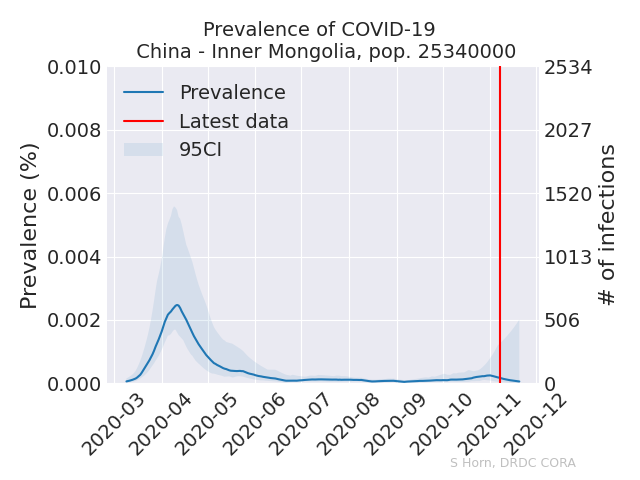 Prevalence of COVID-19
China - Inner Mongolia, pop. 25340000
Prevalence
Latest data
95CI
Prevalence (%)
0.010
0.008
0.006
0.004
0.002
0.000
2534
2027
1520
1013
506
0
# of infections
2020-03
2020-04
2020-05
2020-06
2020-07
2020-08
2020-09
2020-10
2020-11
2020-12
S Horn, DRDC CORA